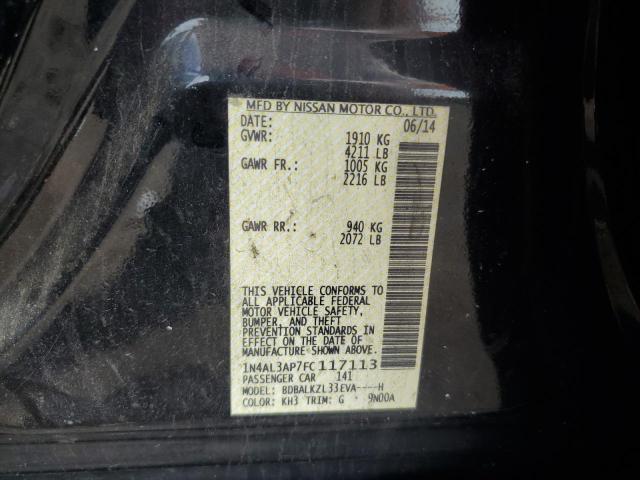 MFD BY NISSAN MOTOR CO., LTD.
DATE: 06/14
GVWR: 1910 KG
4211 LB
GAWR FR.: 1005 KG
2216 LB
GAWR RR.: 940 KG
2072 LB
THIS VEHICLE CONFORMS TO
ALL APPLICABLE FEDERAL
MOTOR VEHICLE SAFETY,
BUMPER, AND THEFT
PREVENTION STANDARDS IN
EFFECT ON THE DATE OF
MANUFACTURE SHOWN ABOVE.
1N4AL3AP7FC117113
PASSENGER CAR 141
MODEL: BDBALKZL33EVA----H
COLOR: KH3 TRIM: G 9N00A